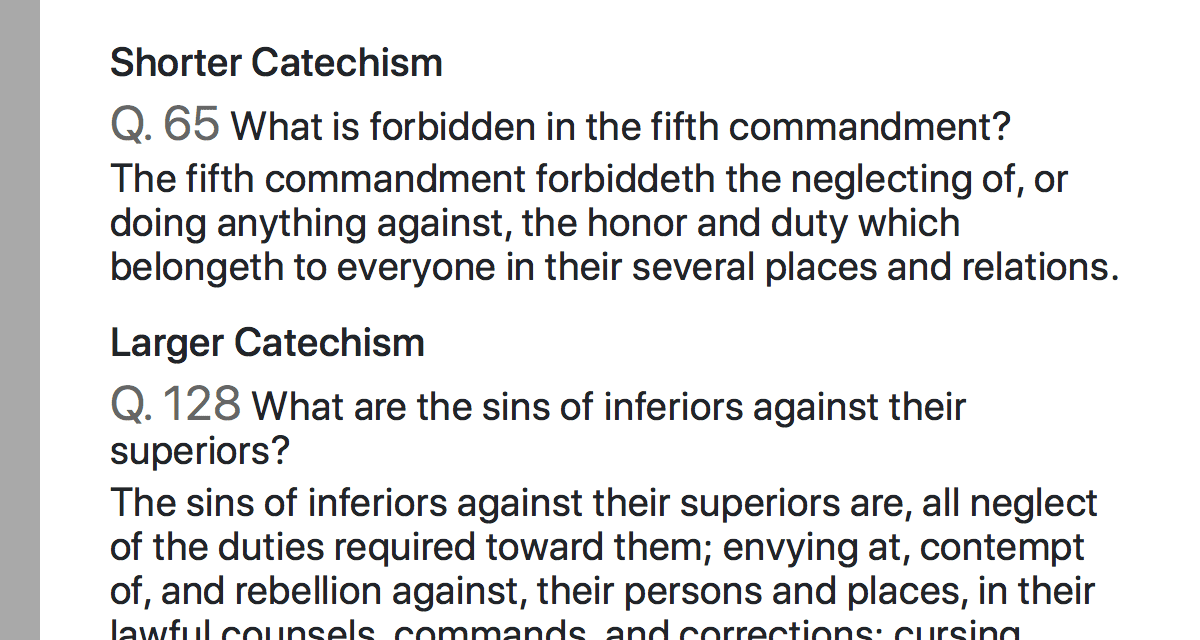 Shorter Catechism
Q. 65 What is forbidden in the fifth commandment?
The fifth commandment forbiddeth the neglecting of, or
doing anything against, the honor and duty which
belongeth to everyone in their several places and relations.
Larger Catechism
Q. 128 What are the sins of inferiors against their
superiors?
The sins of inferiors against their superiors are, all neglect
of the duties required toward them; envying at, contempt
of, and rebellion against, their persons and places, in their
lawful counsels, commands, and corrections; cursing,